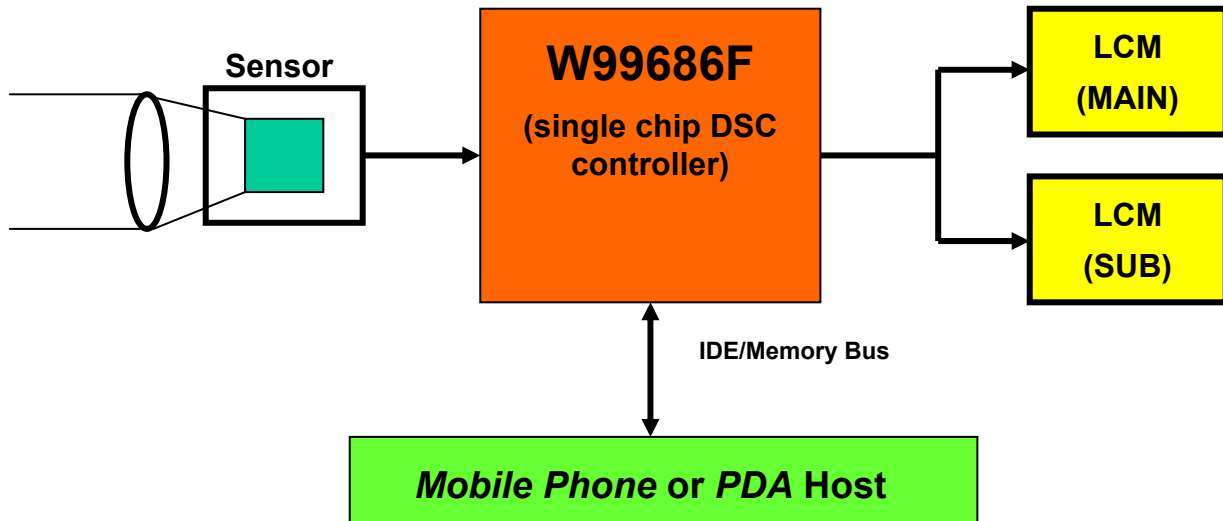 Sensor
W99686F
(single chip DSC
controller)
LCM
(MAIN)
LCM
(SUB)
IDE/Memory Bus
Mobile Phone or PDA Host